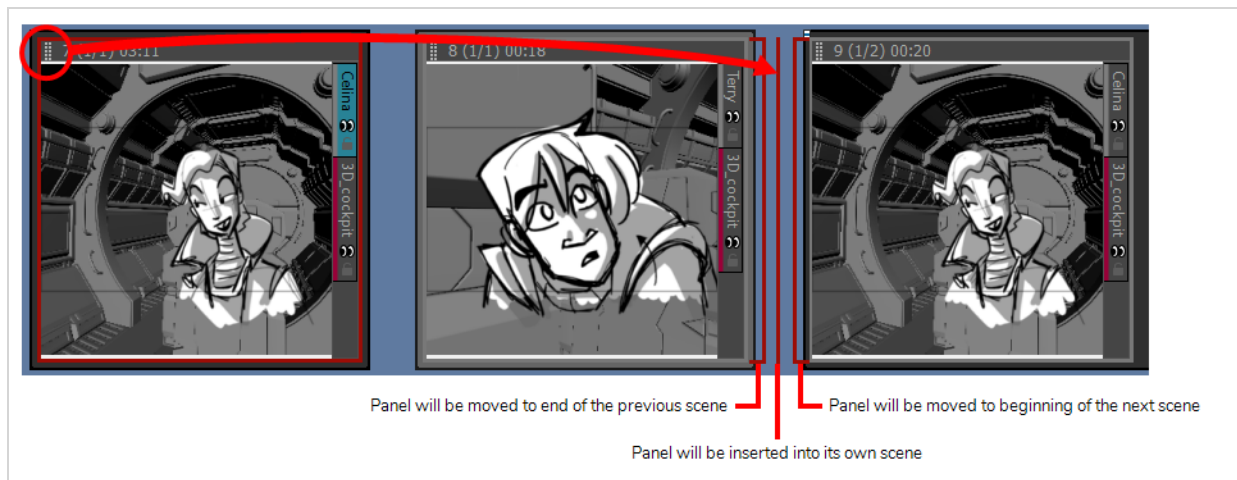 7 (1/1) 03:11
8 (1/1) 00:18
9 (1/2) 00:20
Celina
3D_cockpit
Terry
3D_cockpit
Celina
3D_cockpit
Panel will be moved to end of the previous scene
Panel will be moved to beginning of the next scene
Panel will be inserted into its own scene